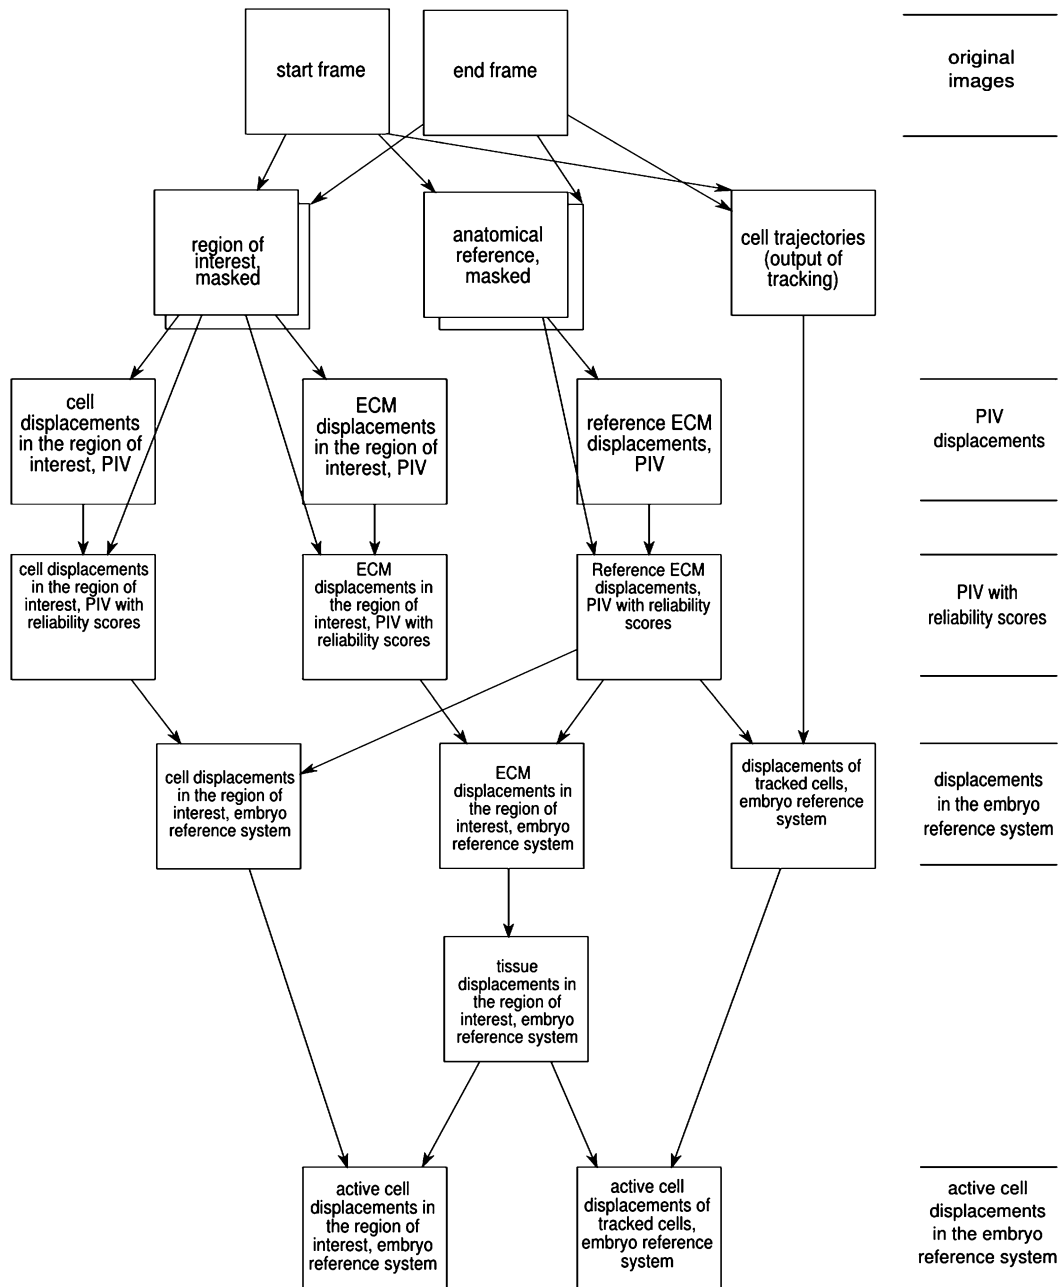 start frame
end frame
original
images
region of
interest,
masked
anatomical
reference,
masked
cell trajectories
(output of
tracking)
cell
displacements
in the region of
interest, PIV
ECM
displacements
in the region of
interest, PIV
reference ECM
displacements,
PIV
PIV
displacements
cell displacements
in the region of
interest, PIV with
reliability scores
ECM
displacements in
the region of
interest, PIV with
reliability scores
Reference ECM
displacements,
PIV with reliability
scores
PIV with
reliability scores
cell displacements
in the region of
interest, embryo
reference system
ECM
displacements in
the region of
interest, embryo
reference system
displacements of
tracked cells,
embryo reference
system
displacements
in the embryo
reference system
tissue
displacements in
the region of
interest, embryo
reference system
active cell
displacements in
the region of
interest, embryo
reference system
active cell
displacements of
tracked cells,
embryo reference
system
active cell
displacements
in the embryo
reference system